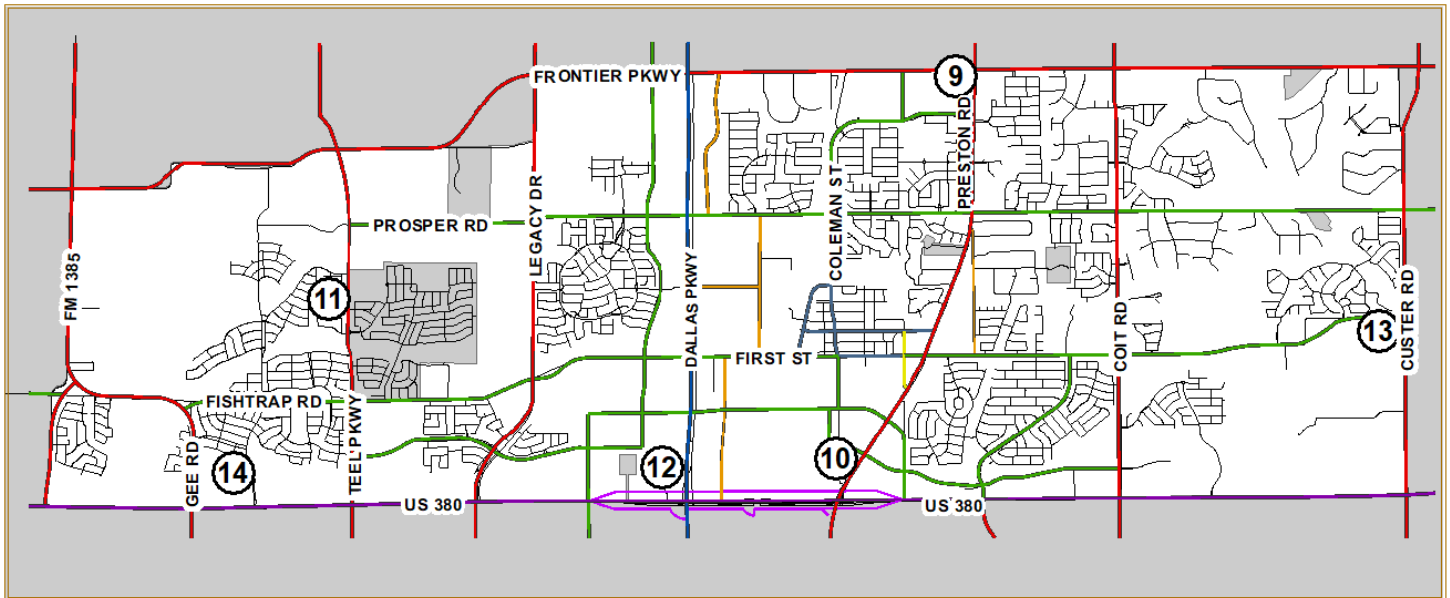 FRONTIER PKWY
9
PRESTON RD
COLEMAN ST
LEGACY DR
PROSPER RD
FM 1385
11
DALLAS PKWY
COIT RD
CUSTER RD
13
FIRST ST
FISHTRAP RD
TEEL PKWY
GEE RD
14
12
10
US 380
US 380